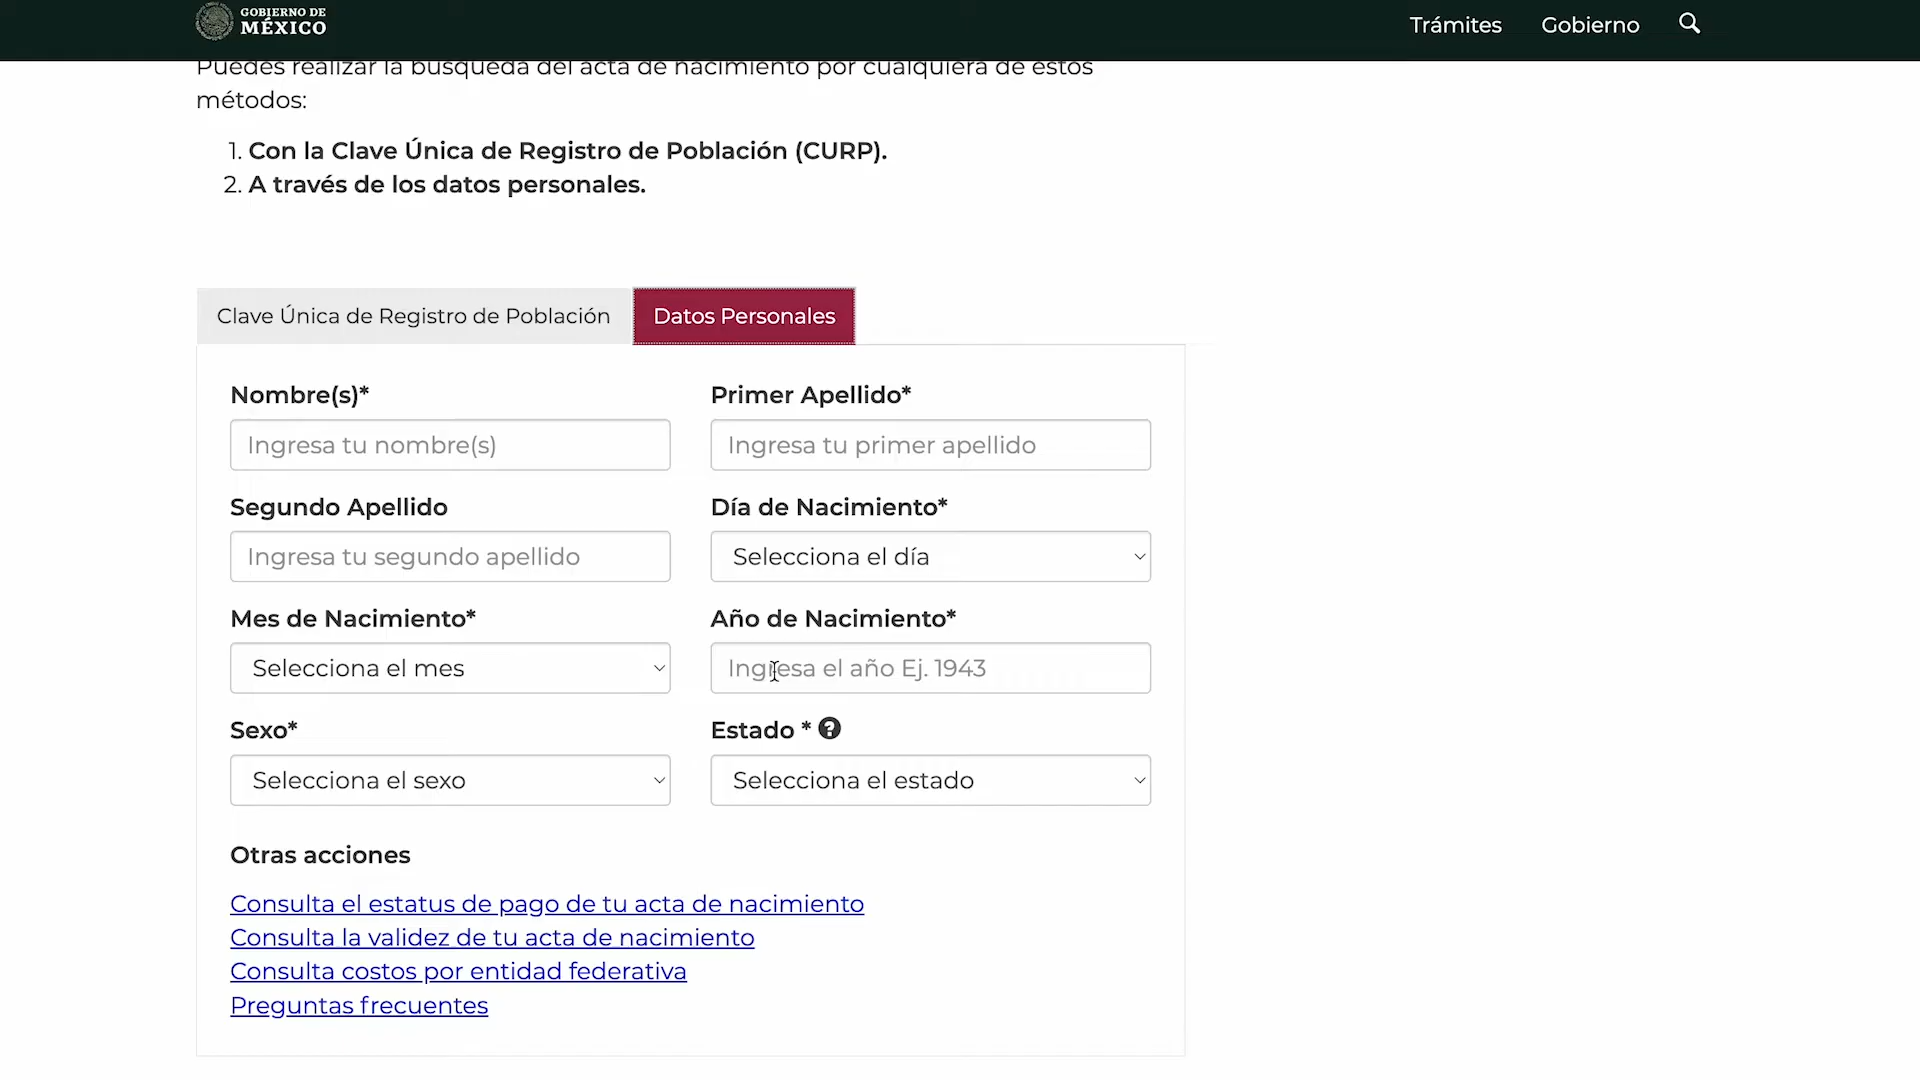 GOBIERNO DE
MÉXICO
Trámites
Gobierno
Puedes realizar la búsqueda del acta de nacimiento por cualquiera de estos
métodos:
1. Con la Clave Única de Registro de Población (CURP).
2. A través de los datos personales.
Clave Única de Registro de Población
Datos Personales
Nombre(s)*
Primer Apellido*
Ingresa tu nombre(s)
Ingresa tu primer apellido
Segundo Apellido
Día de Nacimiento*
Ingresa tu segundo apellido
Selecciona el día
Mes de Nacimiento*
Año de Nacimiento*
Selecciona el mes
Ingresa el año Ej. 1943
Sexo*
Estado * ?
Selecciona el sexo
Selecciona el estado
Otras acciones
Consulta el estatus de pago de tu acta de nacimiento
Consulta la validez de tu acta de nacimiento
Consulta costos por entidad federativa
Preguntas frecuentes